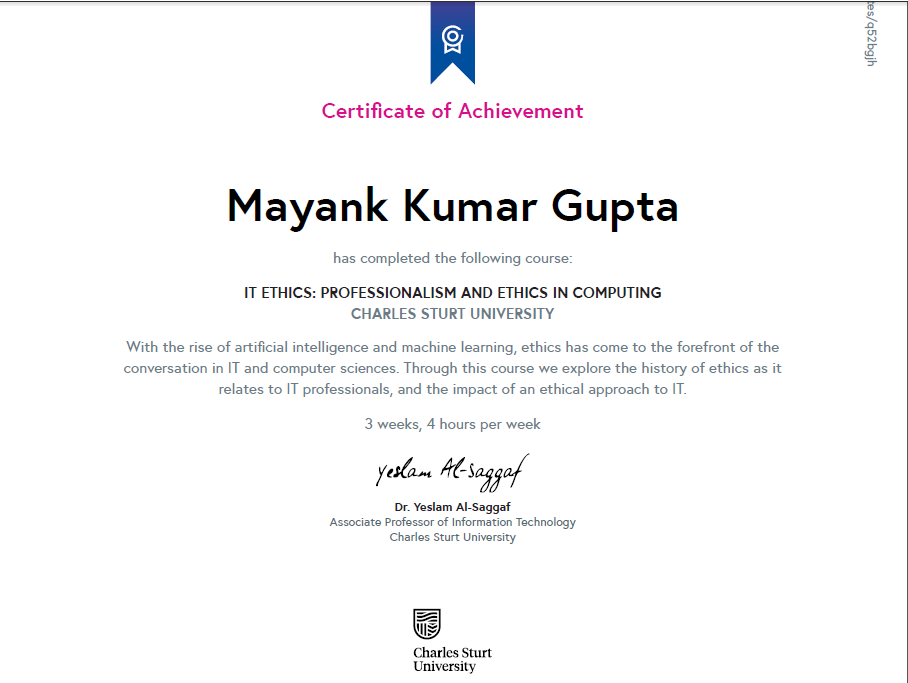 tes/q52bgjh
Certificate of Achievement
Mayank Kumar Gupta
has completed the following course:
IT ETHICS: PROFESSIONALISM AND ETHICS IN COMPUTING
CHARLES STURT UNIVERSITY
With the rise of artificial intelligence and machine learning, ethics has come to the forefront of the
conversation in IT and computer sciences. Through this course we explore the history of ethics as it
relates to IT professionals, and the impact of an ethical approach to IT.
3 weeks, 4 hours per week
Yeslam Al-Saggaf
Dr. Yeslam Al-Saggaf
Associate Professor of Information Technology
Charles Sturt University
Charles Sturt
University